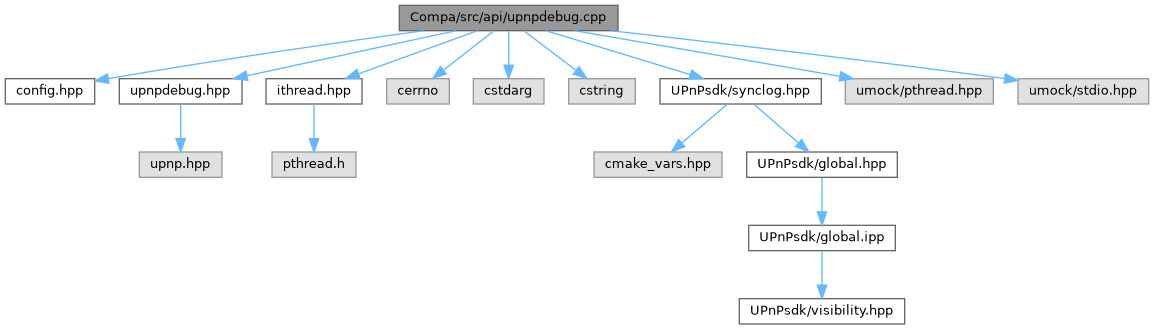 Compa/src/api/upnpdebug.cpp
config.hpp
upnpdebug.hpp
ithread.hpp
cerrno
cstdarg
cstring
UPnPsdk/synclog.hpp
umock/pthread.hpp
umock/stdio.hpp
upnp.hpp
pthread.h
cmake_vars.hpp
UPnPsdk/global.hpp
UPnPsdk/global.ipp
UPnPsdk/visibility.hpp